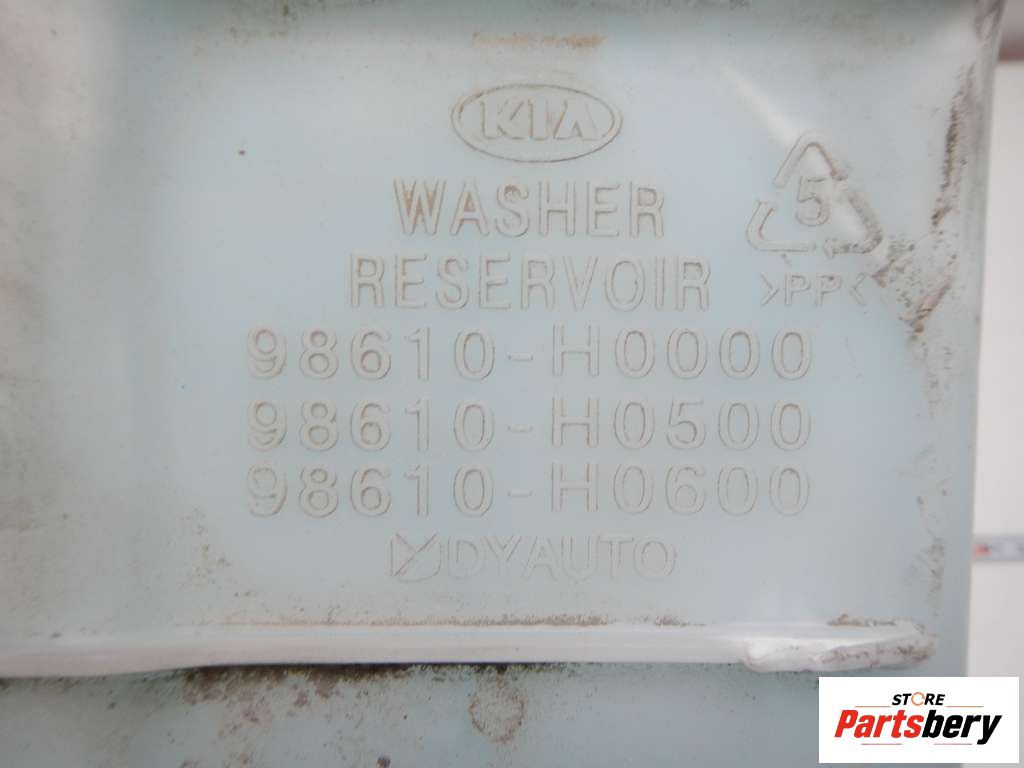 KIA
WASHER
RESERVOIR
5
>PP<
98610-H0000
98610-H0500
98610-H0600
DYAUTO
STORE
Partsbery